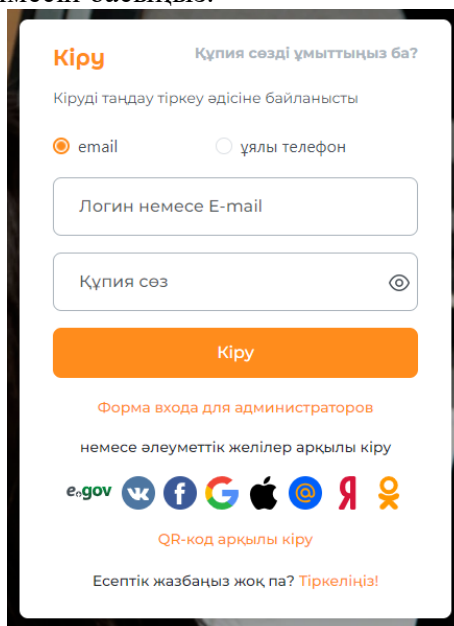 Кіру
Құпия сөзді ұмыттыңыз ба?
Кіруді таңдау тіркеу әдісіне байланысты
email
ұялы телефон
Логин немесе E-mail
Құпия сөз
Кіру
Форма входа для администраторов
немесе әлеуметтік желілер арқылы кіру
egov
QR-код арқылы кіру
Есептік жазбаңыз жоқ па? Тіркеліңіз!